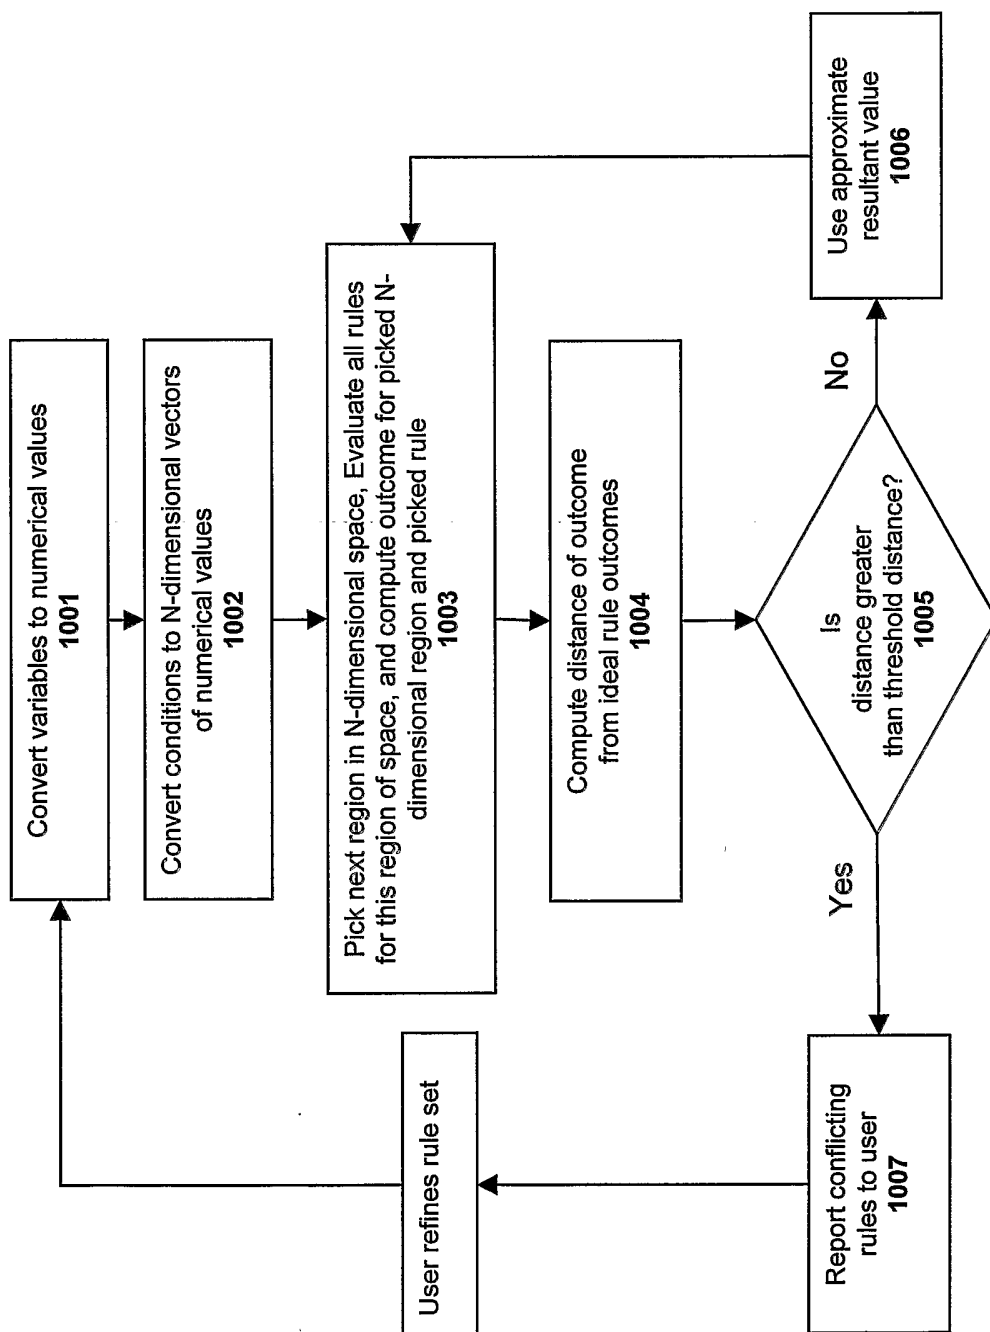 Convert variables to numerical values
1001
Convert conditions to N-dimensional vectors
of numerical values
1002
Pick next region in N-dimensional space, Evaluate all rules
for this region of space, and compute outcome for picked N-
dimensional region and picked rule
1003
Compute distance of outcome
from ideal rule outcomes
1004
Is
distance greater
than threshold distance?
1005
No
Use approximate
resultant value
1006
Yes
Report conflicting
rules to user
1007
User refines rule set